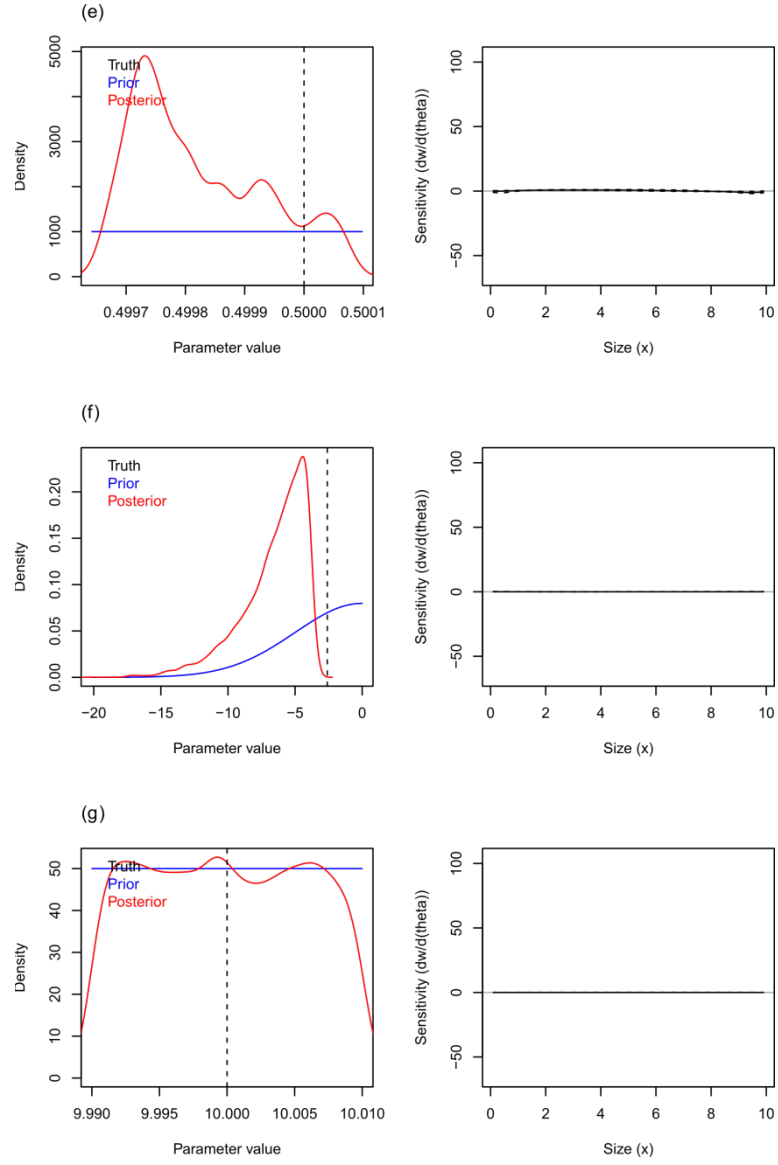 (e)
Density
0
1000
3000
5000
Truth
Prior
Posterior
0.4997
0.4998
0.4999
0.5000
0.5001
Parameter value
Sensitivity (dw/d(theta))
−50
0
50
100
0
2
4
6
8
10
Size (x)
(f)
Density
0.00
0.05
0.10
0.15
0.20
Truth
Prior
Posterior
−20
−15
−10
−5
0
Parameter value
Sensitivity (dw/d(theta))
−50
0
50
100
0
2
4
6
8
10
Size (x)
(g)
Density
0
10
20
30
40
50
Truth
Prior
Posterior
9.990
9.995
10.000
10.005
10.010
Parameter value
Sensitivity (dw/d(theta))
−50
0
50
100
0
2
4
6
8
10
Size (x)